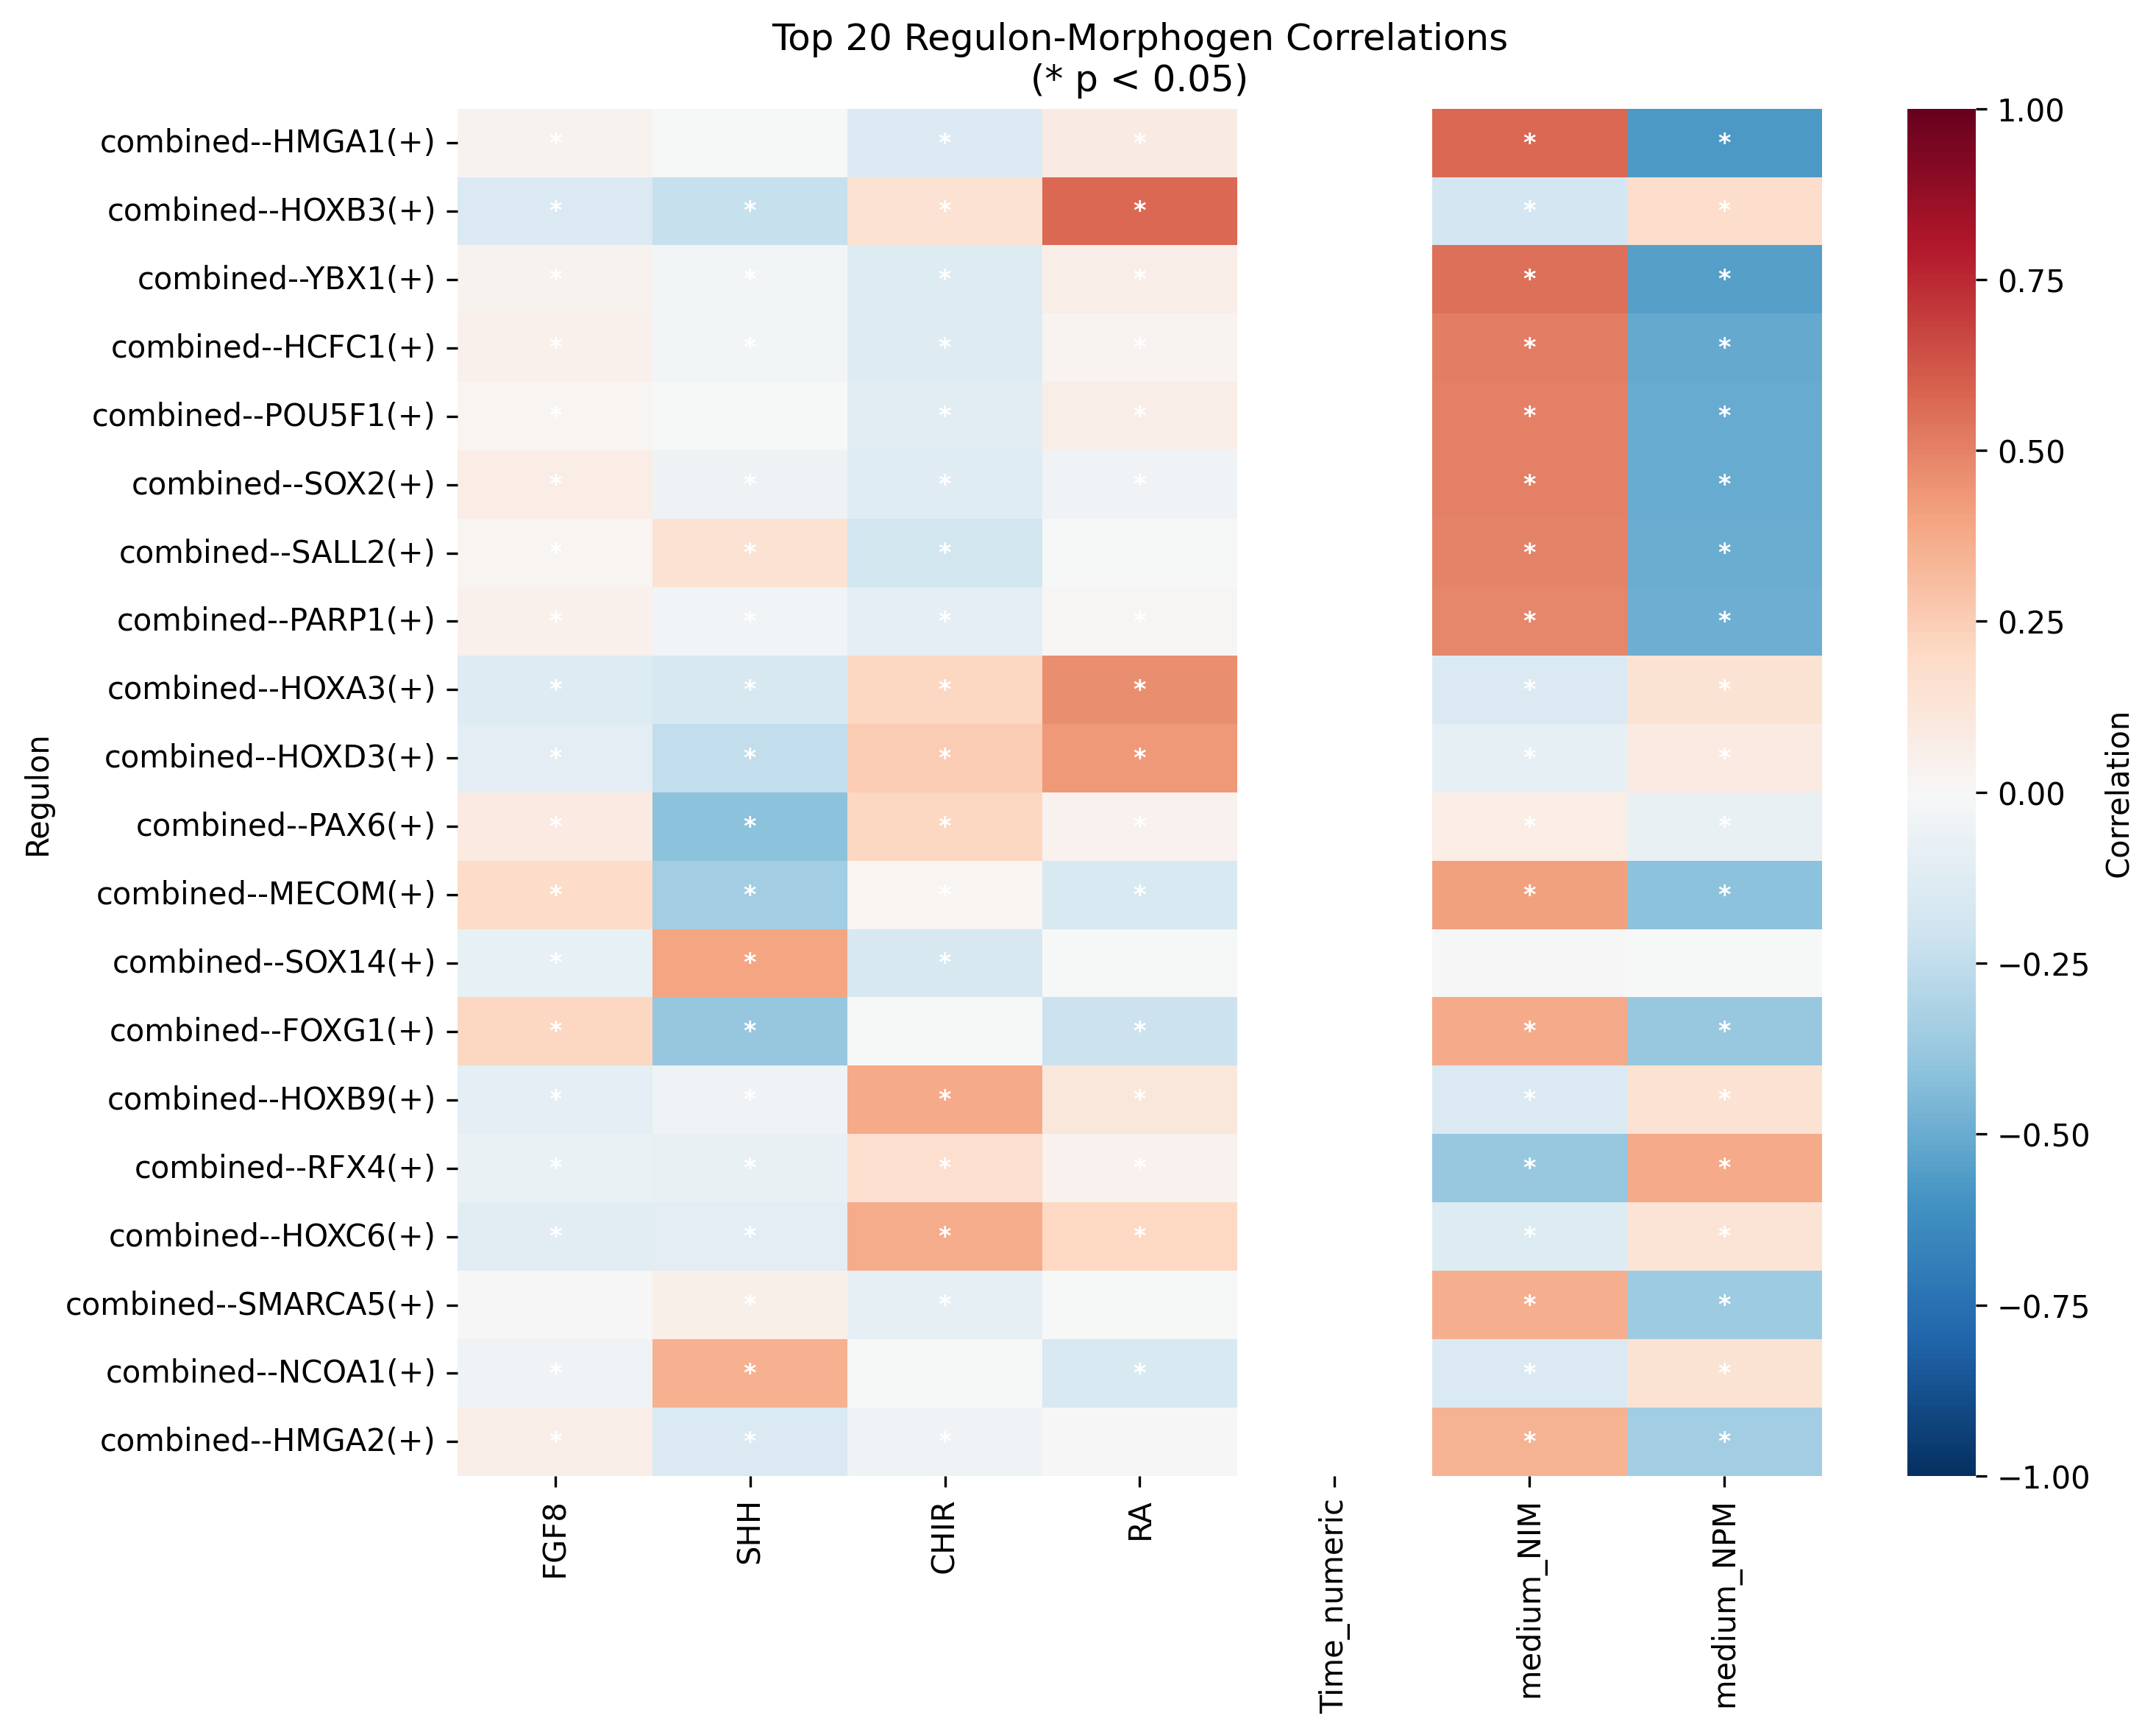 Top 20 Regulon-Morphogen Correlations
(* p < 0.05)
Regulon
combined--HMGA1(+)
combined--HOXB3(+)
combined--YBX1(+)
combined--HCFC1(+)
combined--POU5F1(+)
combined--SOX2(+)
combined--SALL2(+)
combined--PARP1(+)
combined--HOXA3(+)
combined--HOXD3(+)
combined--PAX6(+)
combined--MECOM(+)
combined--SOX14(+)
combined--FOXG1(+)
combined--HOXB9(+)
combined--RFX4(+)
combined--HOXC6(+)
combined--SMARCA5(+)
combined--NCOA1(+)
combined--HMGA2(+)
* * * * *
* * * * * *
* * * * * *
* * * * * *
* * * * *
* * * * * *
* * * * *
* * * * * *
* * * * * *
* * * * * *
* * * * * *
* * * * * *
* * *
* * * * *
* * * * * *
* * * * * *
* * * * * *
* * * *
* * * * *
* * * * *
FGF8
SHH
CHIR
RA
Time_numeric
medium_NIM
medium_NPM
1.00
0.75
0.50
0.25
0.00
−0.25
−0.50
−0.75
−1.00
Correlation